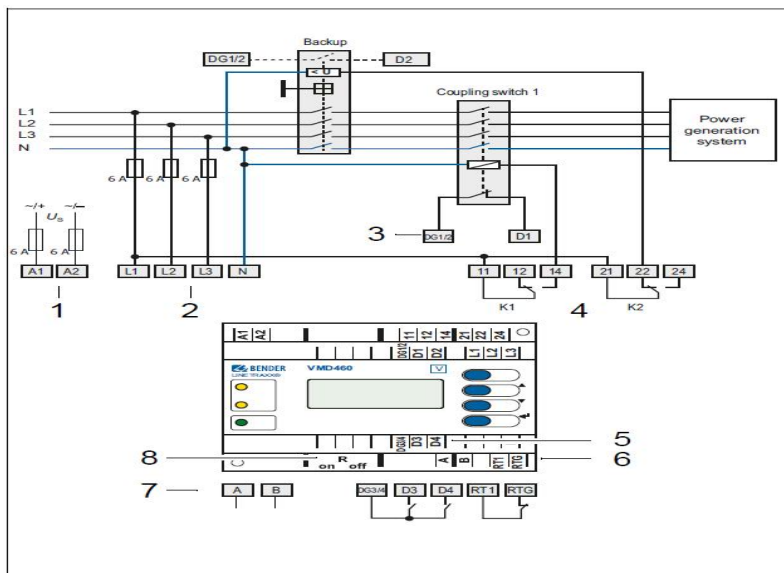 Backup
DG1/2
D2
< U
Coupling switch 1
L1
L2
L3
N
Power
generation
system
6 A
6 A
6 A
~/+
~/–
US
6 A
6 A
3
DG1/2
D1
A1
A2
L1
L2
L3
N
11
12
14
21
22
24
1
2
K1
4
K2
A1
A2
11
12
14
21
22
24
DG1/2
D1
D2
L1
L2
L3
BENDER
LINETRAXX®
VMD460
V
DG3/4
D3
D4
5
8
R
on off
A
B
RT1
RTG
6
7
A
B
DG3/4
D3
D4
RT1
RTG